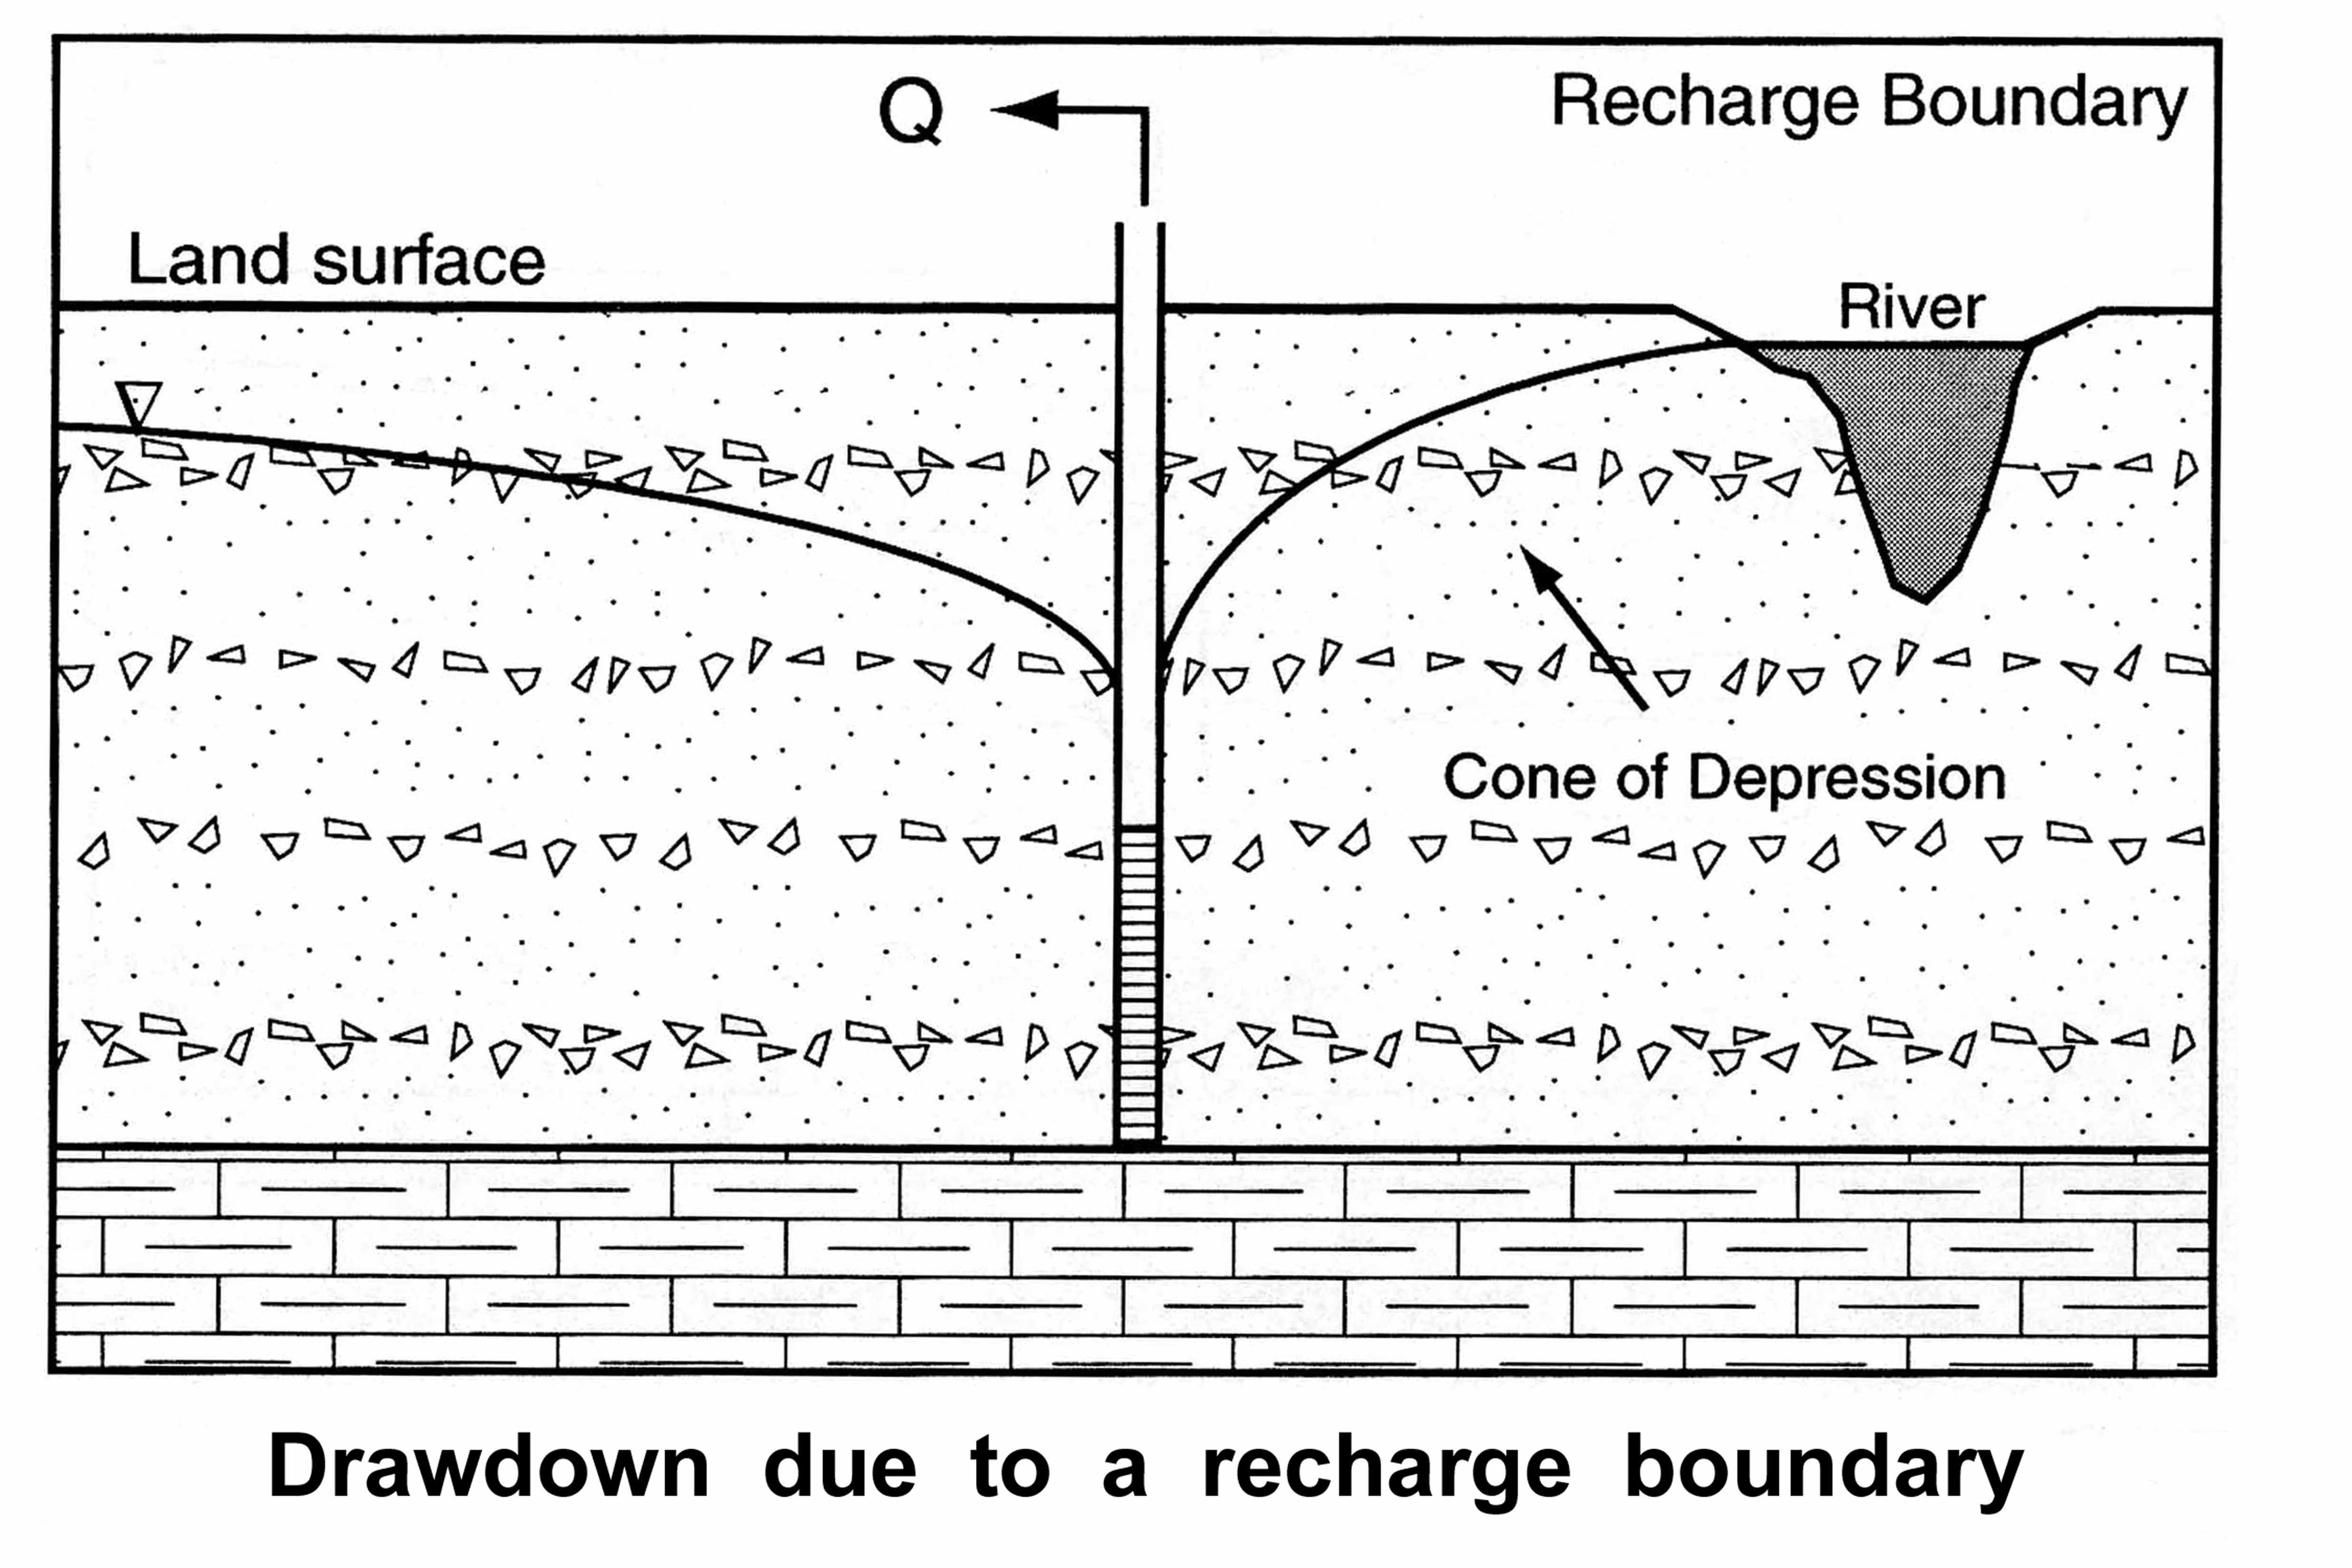 Recharge Boundary
Q
Land surface
River
Cone of Depression
Drawdown due to a recharge boundary